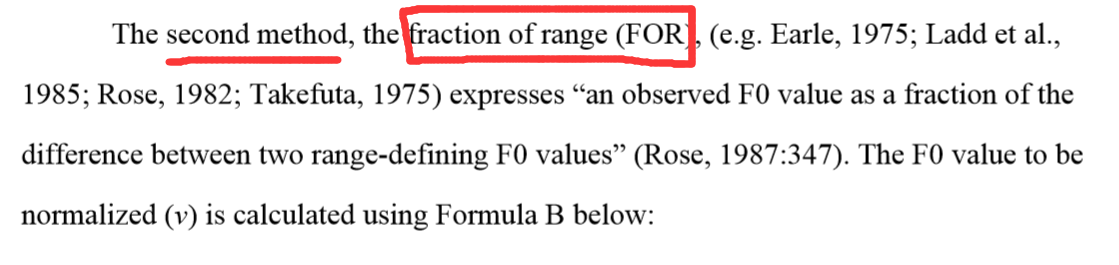 The second method, the fraction of range (FOR), (e.g. Earle, 1975; Ladd et al.,
1985; Rose, 1982; Takefuta, 1975) expresses “an observed F0 value as a fraction of the
difference between two range-defining F0 values” (Rose, 1987:347). The F0 value to be
normalized (v) is calculated using Formula B below: